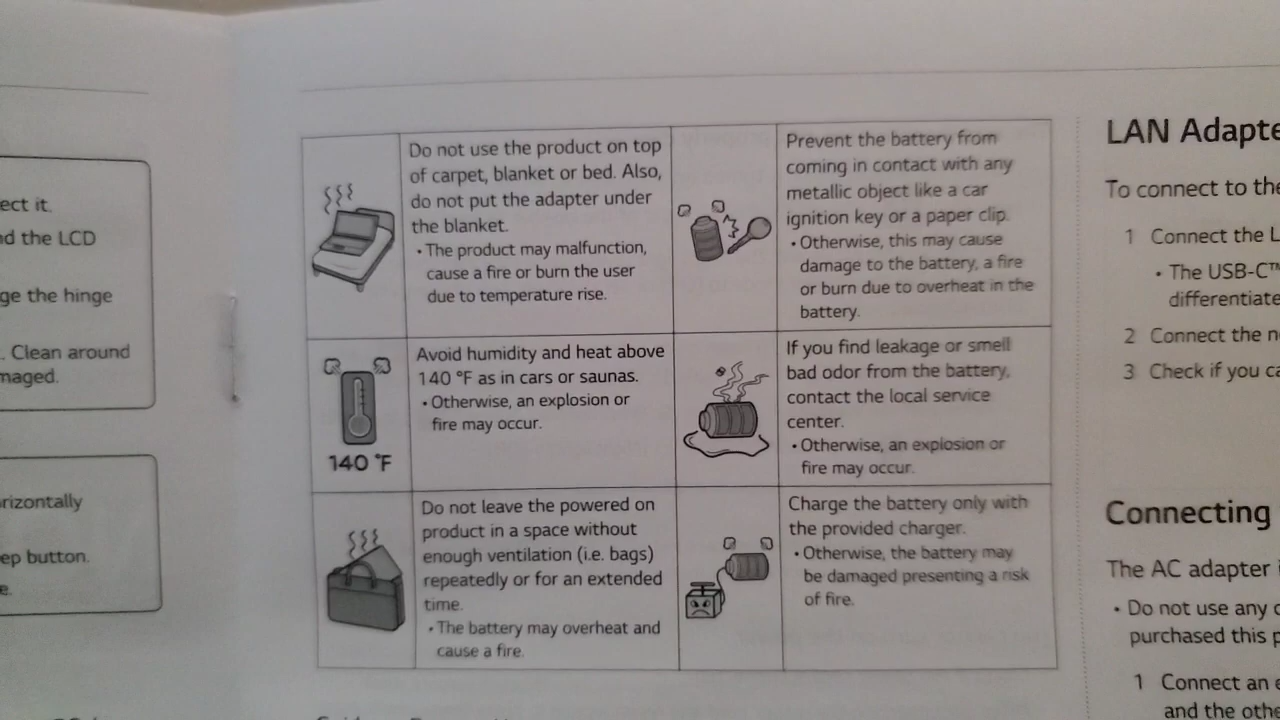 ect it.
nd the LCD
ge the hinge
. Clean around
maged.
rizontally
ep button.
e.
Do not use the product on top
of carpet, blanket or bed. Also,
do not put the adapter under
the blanket.
• The product may malfunction,
cause a fire or burn the user
due to temperature rise.
Prevent the battery from
coming in contact with any
metallic object like a car
ignition key or a paper clip.
• Otherwise, this may cause
damage to the battery, a fire
or burn due to overheat in the
battery.
140 °F
Avoid humidity and heat above
140 °F as in cars or saunas.
• Otherwise, an explosion or
fire may occur.
If you find leakage or smell
bad odor from the battery,
contact the local service
center.
• Otherwise, an explosion or
fire may occur.
Do not leave the powered on
product in a space without
enough ventilation (i.e. bags)
repeatedly or for an extended
time.
• The battery may overheat and
cause a fire.
Charge the battery only with
the provided charger.
• Otherwise, the battery may
be damaged presenting a risk
of fire.
LAN Adapte
To connect to the
1 Connect the L
• The USB-C™
differentiate
2 Connect the n
3 Check if you ca
Connecting
The AC adapter i
• Do not use any
purchased this p
1 Connect an e
and the othe